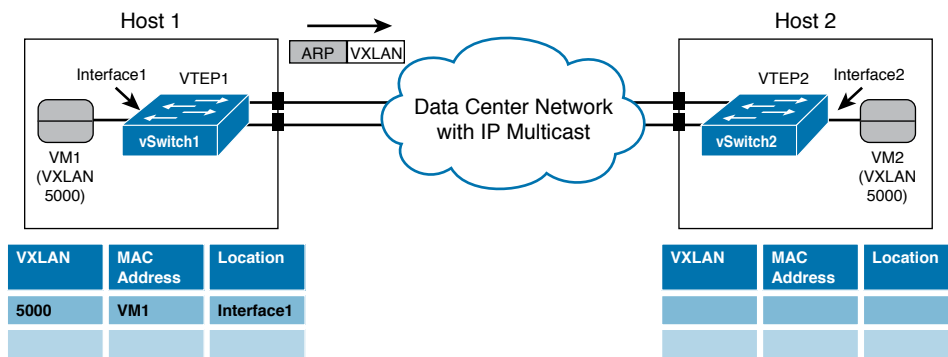 Host 1
Host 2
ARP VXLAN
Interface1
VTEP1
VTEP2
Interface2
Data Center Network
with IP Multicast
vSwitch1
vSwitch2
VM1
(VXLAN
5000)
VM2
(VXLAN
5000)
VXLAN
MAC
Address
Location
5000
VM1
Interface1
VXLAN
MAC
Address
Location